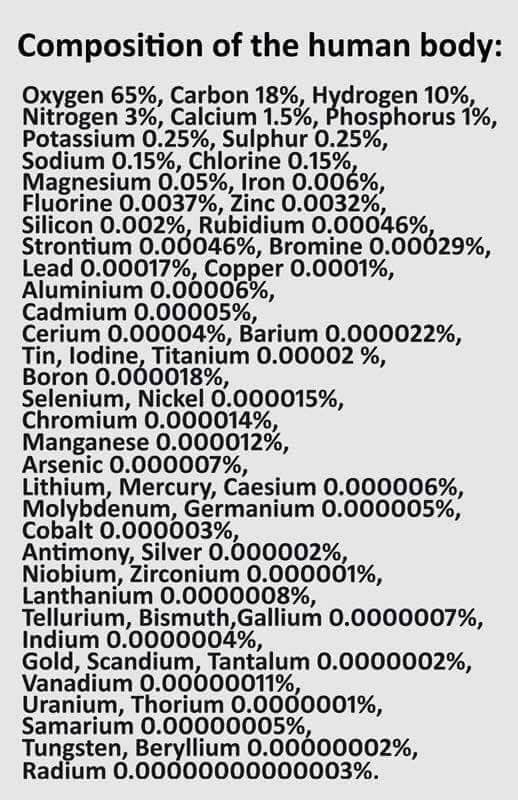 Composition of the human body:
Oxygen 65%, Carbon 18%, Hydrogen 10%,
Nitrogen 3%, Calcium 1.5%, Phosphorus 1%,
Potassium 0.25%, Sulphur 0.25%,
Sodium 0.15%, Chlorine 0.15%,
Magnesium 0.05%, Iron 0.006%,
Fluorine 0.0037%, Zinc 0.0032%,
Silicon 0.002%, Rubidium 0.00046%,
Strontium 0.00046%, Bromine 0.00029%,
Lead 0.00017%, Copper 0.0001%,
Aluminium 0.00006%,
Cadmium 0.00005%,
Cerium 0.00004%, Barium 0.000022%,
Tin, Iodine, Titanium 0.00002 %,
Boron 0.000018%,
Selenium, Nickel 0.000015%,
Chromium 0.000014%,
Manganese 0.000012%,
Arsenic 0.000007%,
Lithium, Mercury, Caesium 0.000006%,
Molybdenum, Germanium 0.000005%,
Cobalt 0.000003%,
Antimony, Silver 0.000002%,
Niobium, Zirconium 0.000001%,
Lanthanium 0.0000008%,
Tellurium, Bismuth,Gallium 0.0000007%,
Indium 0.0000004%,
Gold, Scandium, Tantalum 0.0000002%,
Vanadium 0.00000011%,
Uranium, Thorium 0.0000001%,
Samarium 0.00000005%,
Tungsten, Beryllium 0.00000002%,
Radium 0.00000000000003%.